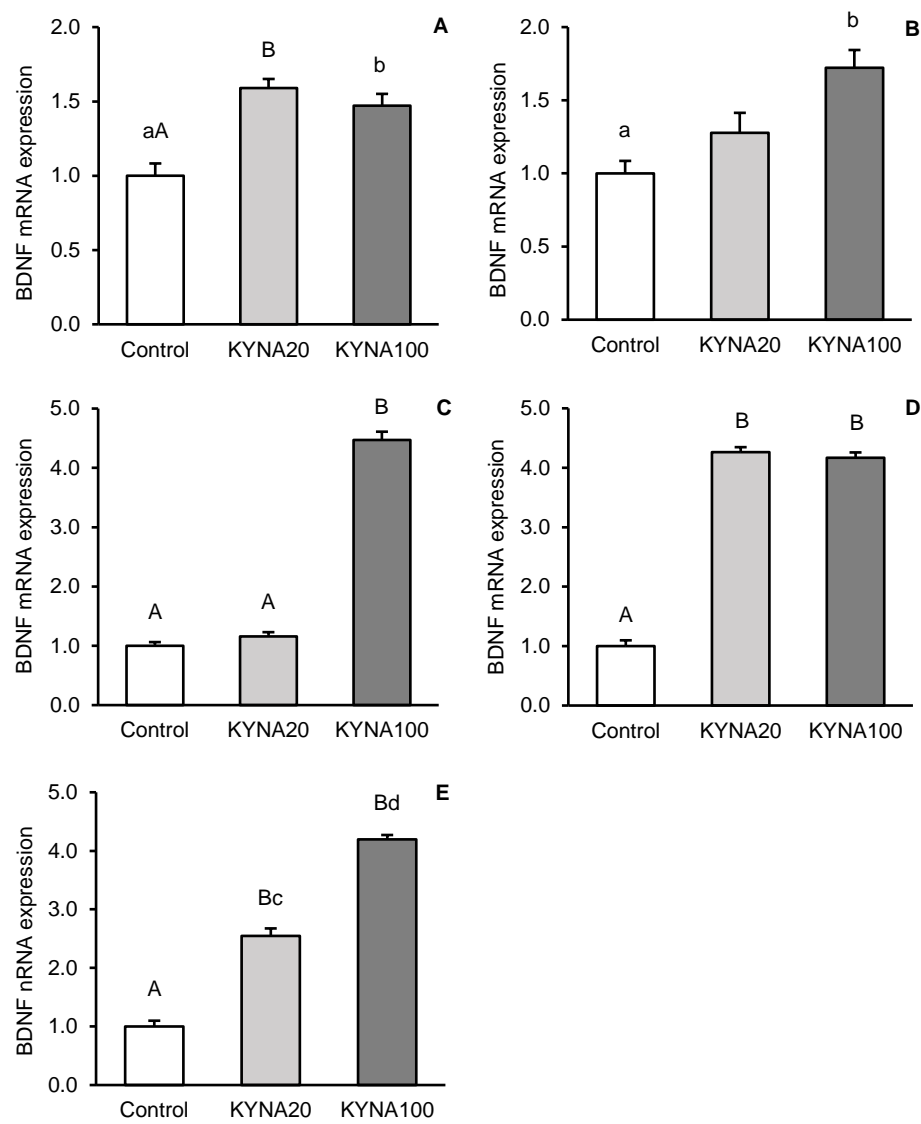 A
BDNF mRNA expression
2.0
1.5
1.0
0.5
0.0
aA
B
b
Control KYNA20 KYNA100
B
BDNF mRNA expression
2.0
1.5
1.0
0.5
0.0
a
b
Control KYNA20 KYNA100
C
BDNF mRNA expression
5.0
4.0
3.0
2.0
1.0
0.0
A
A
B
Control KYNA20 KYNA100
D
BDNF mRNA expression
5.0
4.0
3.0
2.0
1.0
0.0
A
B
B
Control KYNA20 KYNA100
E
BDNF nRNA expression
5.0
4.0
3.0
2.0
1.0
0.0
A
Bc
Bd
Control KYNA20 KYNA100